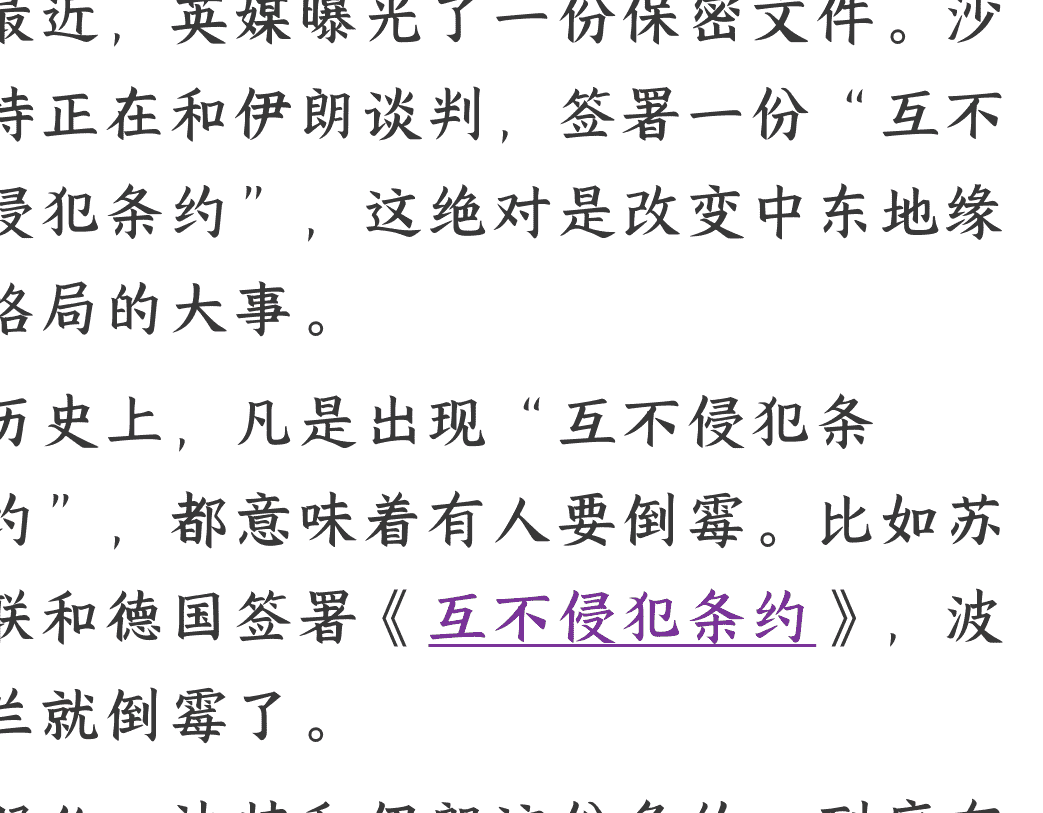 最近，英媒曝光了一份保密文件。沙
特正在和伊朗谈判，签署一份“互不
侵犯条约”，这绝对是改变中东地缘
格局的大事。
历史上，凡是出现“互不侵犯条
约”，都意味着有人要倒霉。比如苏
联和德国签署《互不侵犯条约》，波
兰就倒霉了。